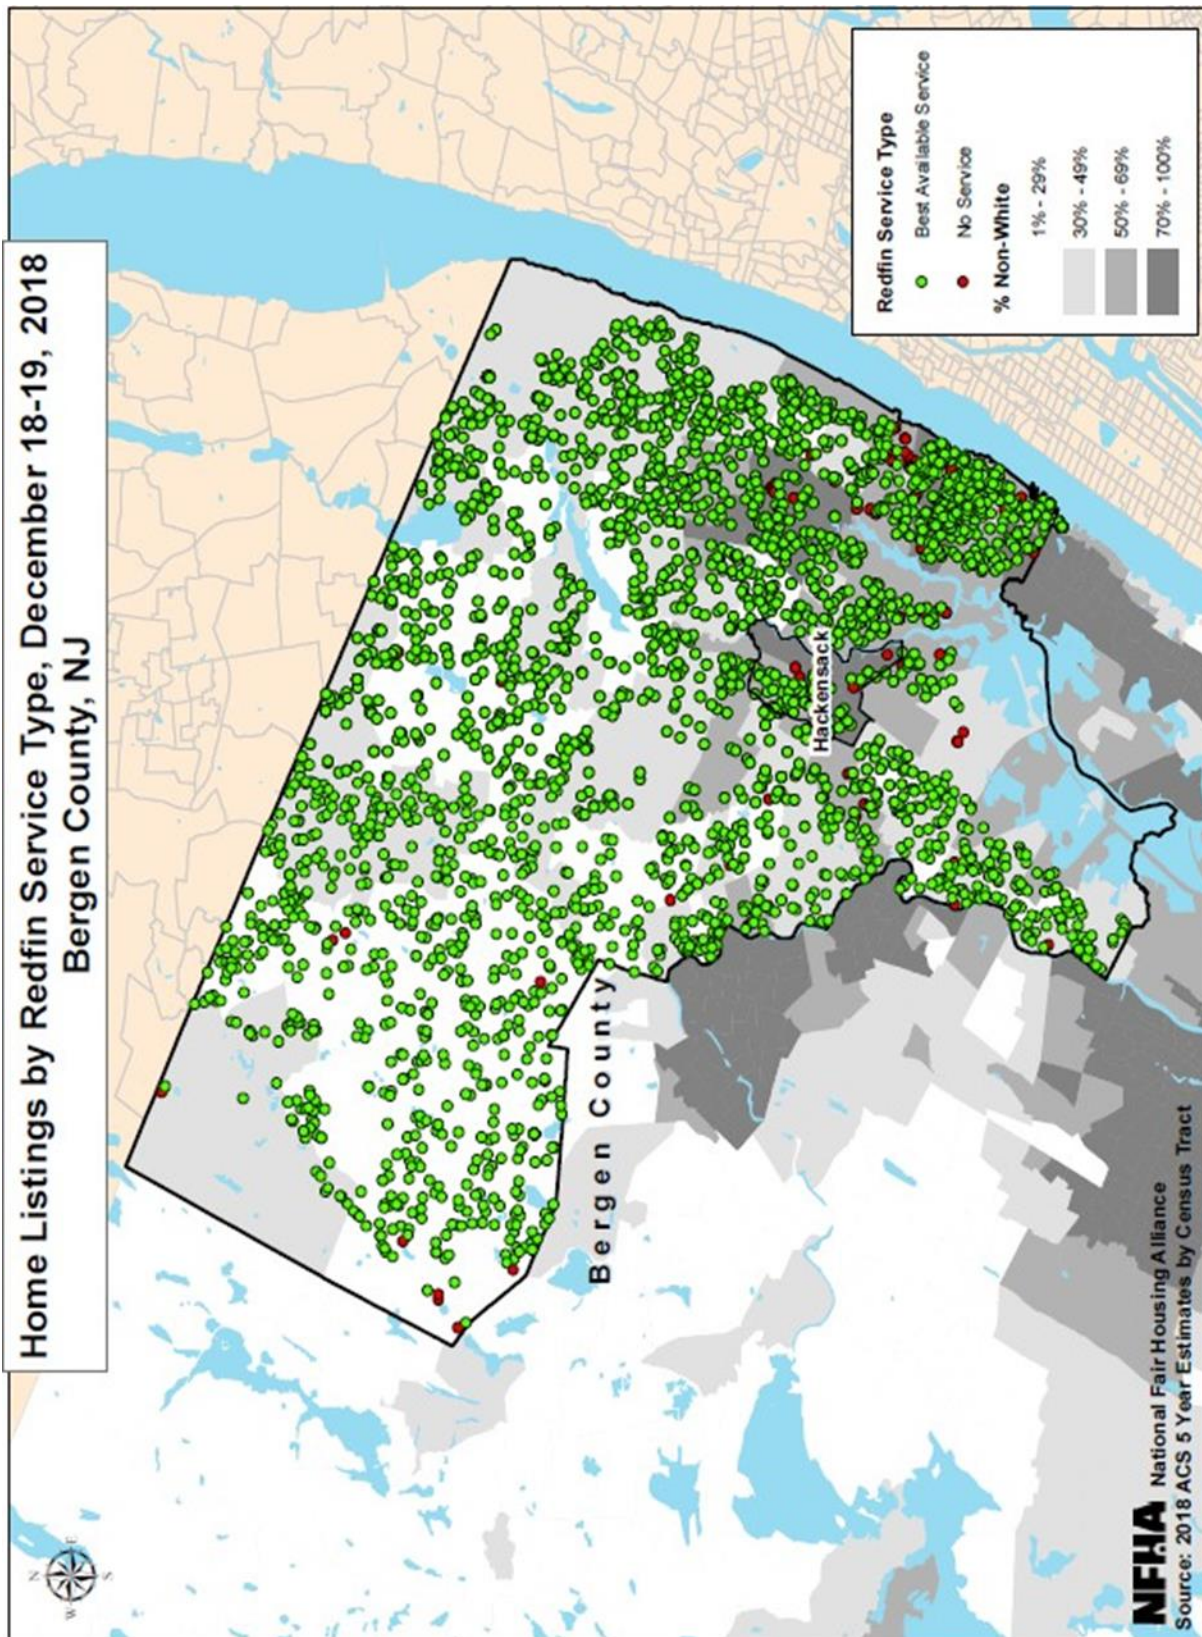 Home Listings by Redfin Service Type, December 18-19, 2018
Bergen County, NJ
N
W
E
S
Hackensack
Bergen County
Redfin Service Type
Best Available Service
No Service
% Non-White
1% - 29%
30% - 49%
50% - 69%
70% - 100%
NFHA National Fair Housing Alliance
Source: 2018 ACS 5 Year Estimates by Census Tract